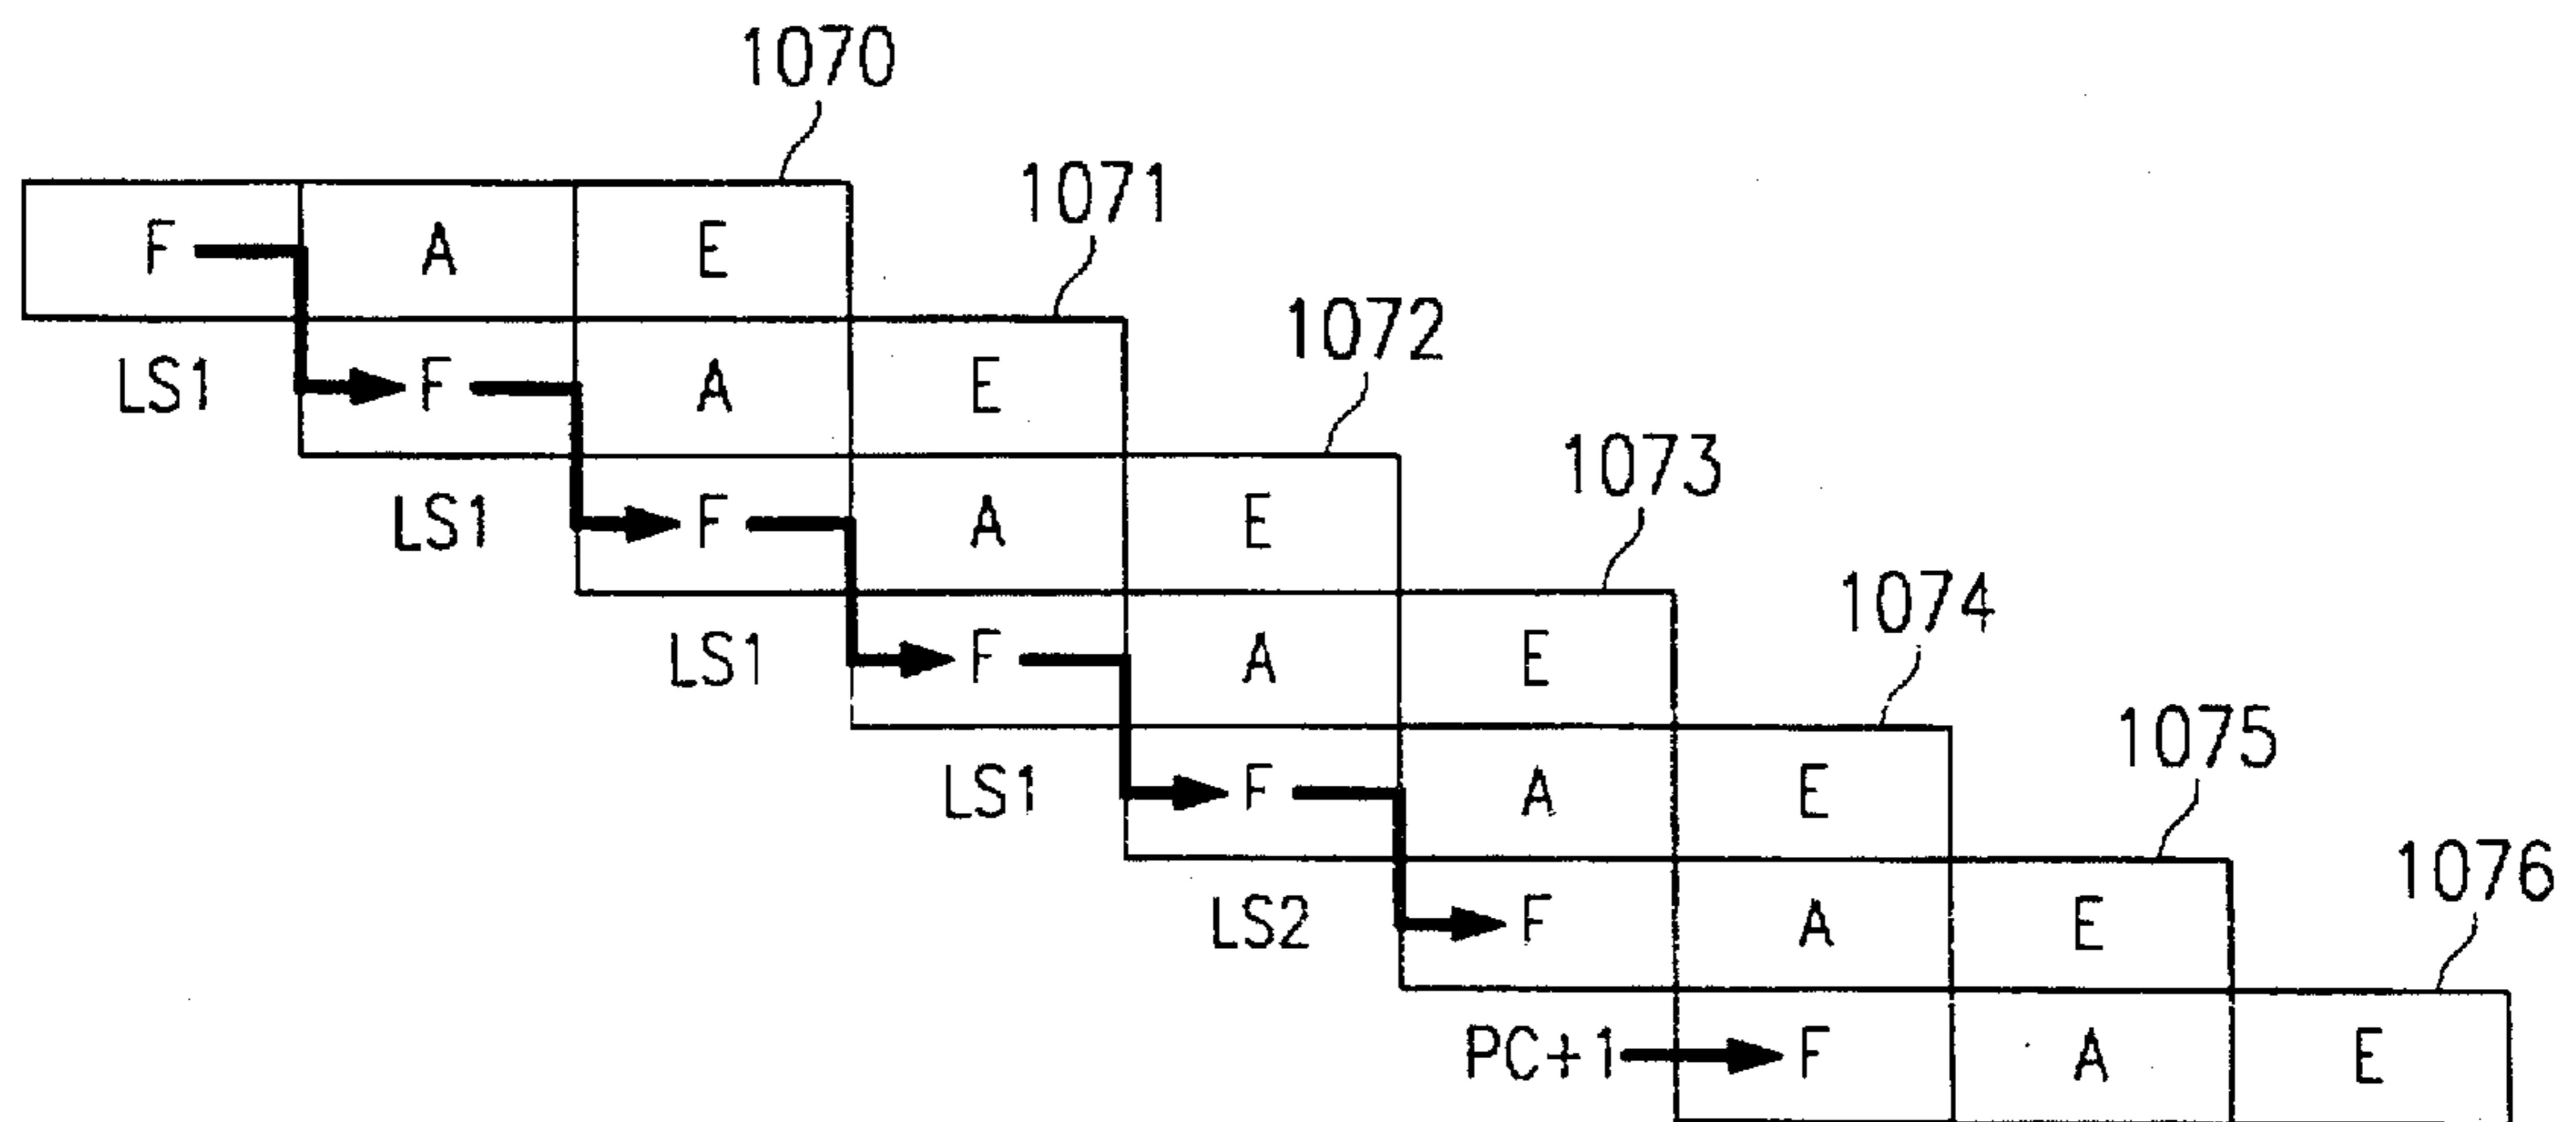 1070
1071
F A E
1072
LS1 F A E
1073
LS1 F A E
1074
LS1 F A E
1075
LS1 F A E
1076
LS2 F A E
PC+1 F A E